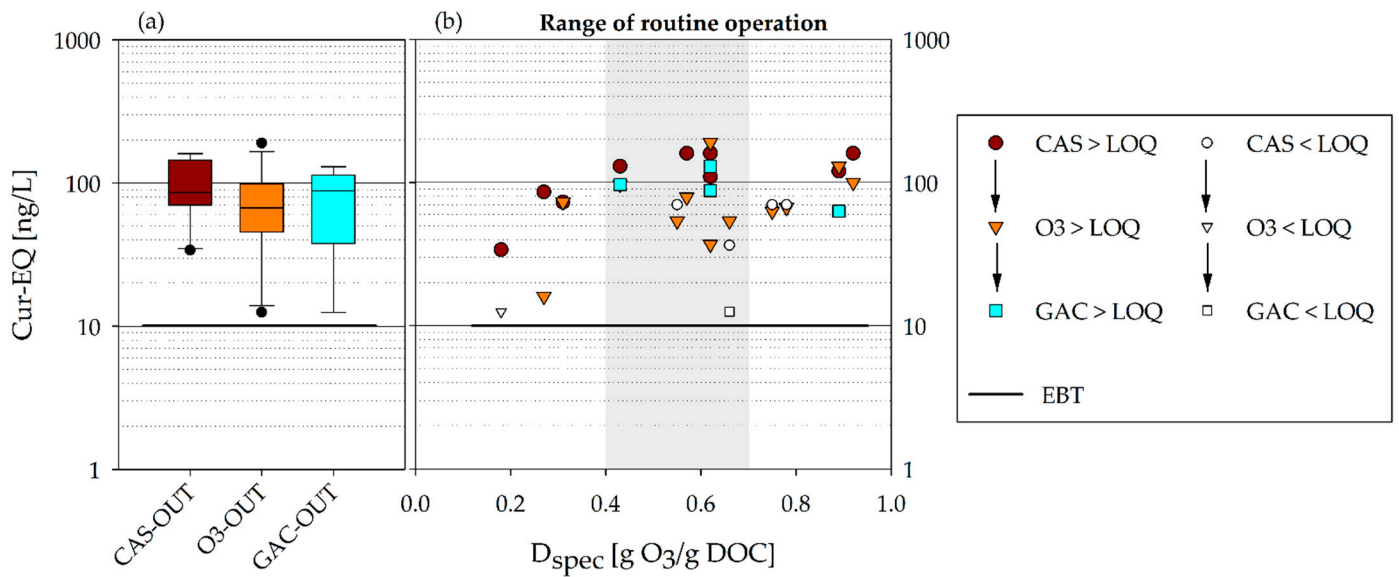 (a)
(b)
Range of routine operation
1000
100
10
1
Cur-EQ [ng/L]
CAS-OUT
O3-OUT
GAC-OUT
1000
100
10
1
0.0
0.2
0.4
0.6
0.8
1.0
Dspec [g O3/g DOC]
CAS > LOQ
CAS < LOQ
O3 > LOQ
O3 < LOQ
GAC > LOQ
GAC < LOQ
EBT